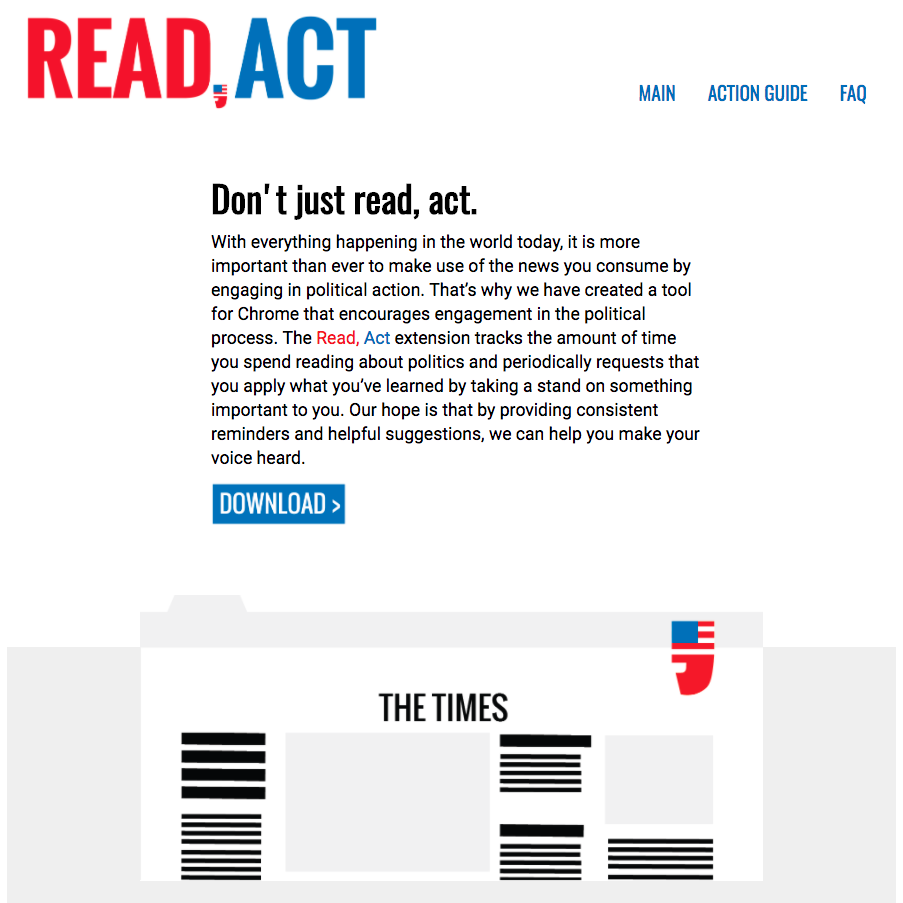 READ, ACT
MAIN
ACTION GUIDE
FAQ
Don't just read, act.
With everything happening in the world today, it is more
important than ever to make use of the news you consume by
engaging in political action. That’s why we have created a tool
for Chrome that encourages engagement in the political
process. The Read, Act extension tracks the amount of time
you spend reading about politics and periodically requests that
you apply what you’ve learned by taking a stand on something
important to you. Our hope is that by providing consistent
reminders and helpful suggestions, we can help you make your
voice heard.
DOWNLOAD >
THE TIMES